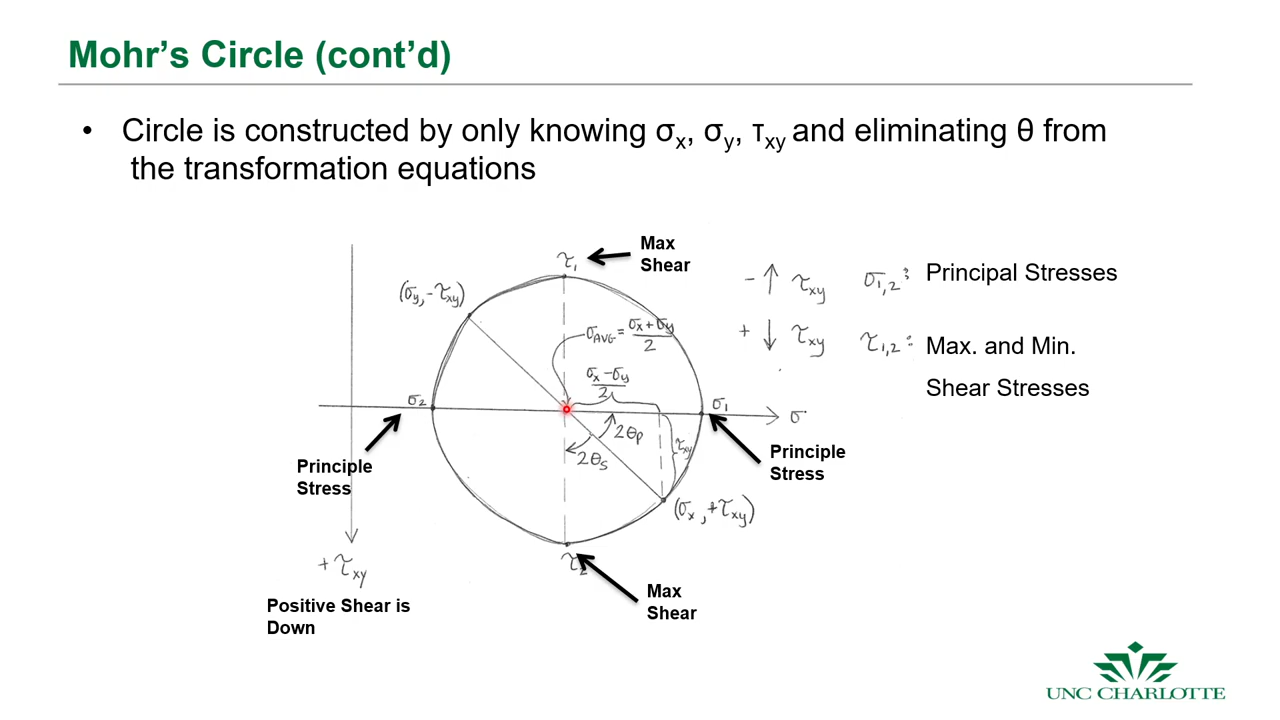 Mohr’s Circle (cont’d)
• Circle is constructed by only knowing σx, σy, τxy and eliminating θ from
the transformation equations
Max
Shear
τ1
(σy, -τxy)
σAVG = σx + σy / 2
σx - σy / 2
- ↑ τxy
+ ↓ τxy
σ1,2 :
Principal Stresses
τ1,2 :
Max. and Min.
Shear Stresses
σ2
σ1
σ
2θp
2θs
τxy
Principle
Stress
Principle
Stress
(σx, +τxy)
τ2
+ τxy
Max
Shear
Positive Shear is
Down
UNC CHARLOTTE